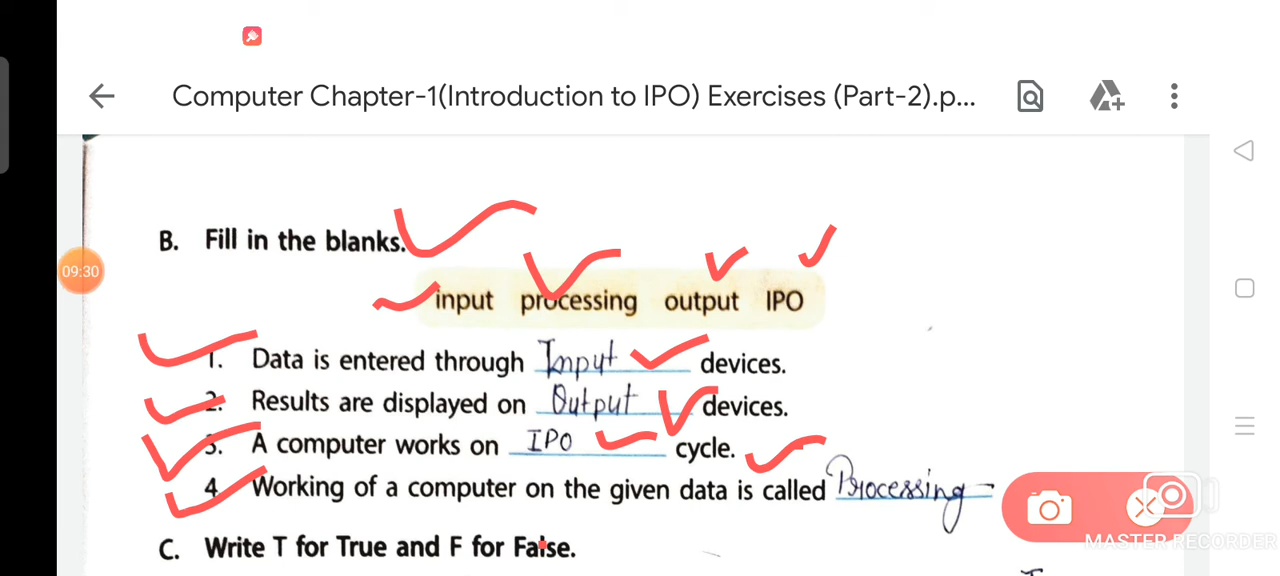 Computer Chapter-1(Introduction to IPO) Exercises (Part-2).p...
B. Fill in the blanks.
09:30
input processing output IPO
1. Data is entered through Input devices.
2. Results are displayed on Output devices.
3. A computer works on IPO cycle.
4. Working of a computer on the given data is called Processing
C. Write T for True and F for False.
MASTER RECORDER